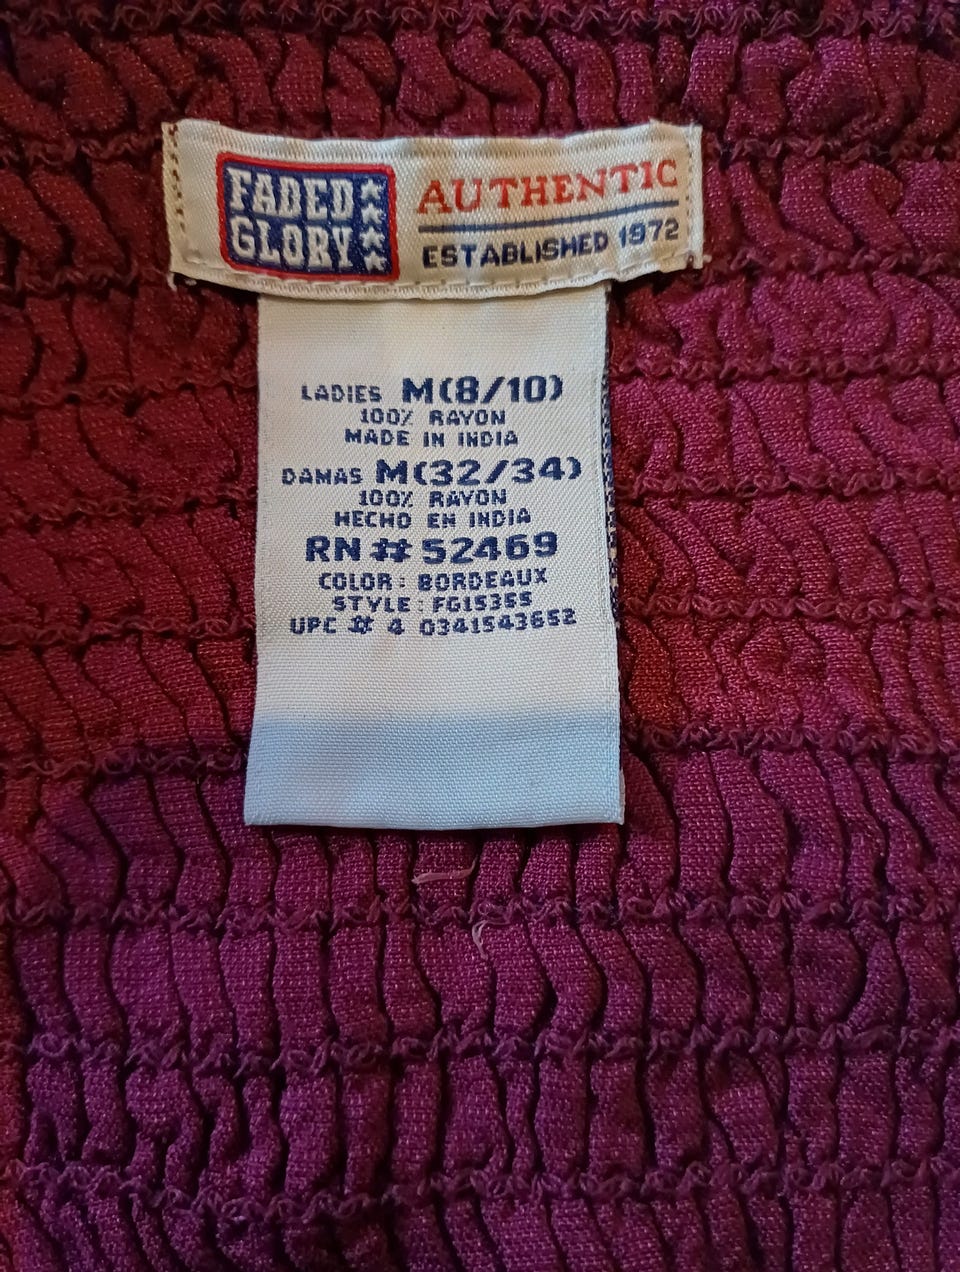 FADED
GLORY
AUTHENTIC
ESTABLISHED 1972
LADIES M(8/10)
100% RAYON
MADE IN INDIA
DAMAS M(32/34)
100% RAYON
HECHO EN INDIA
RN # 52469
COLOR: BORDEAUX
STYLE: FG15355
UPC # 4 0341543652